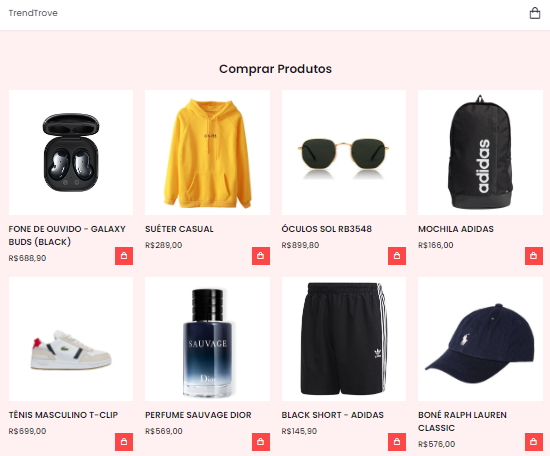 TrendTrove
Comprar Produtos
adidas
FONE DE OUVIDO - GALAXY
BUDS (BLACK)
R$688,90
SUÉTER CASUAL
R$289,00
ÓCULOS SOL RB3548
R$899,80
MOCHILA ADIDAS
R$166,00
SAUVAGE
Dior
TÊNIS MASCULINO T-CLIP
R$699,00
PERFUME SAUVAGE DIOR
R$569,00
BLACK SHORT - ADIDAS
R$145,90
BONÉ RALPH LAUREN
CLASSIC
R$576,00